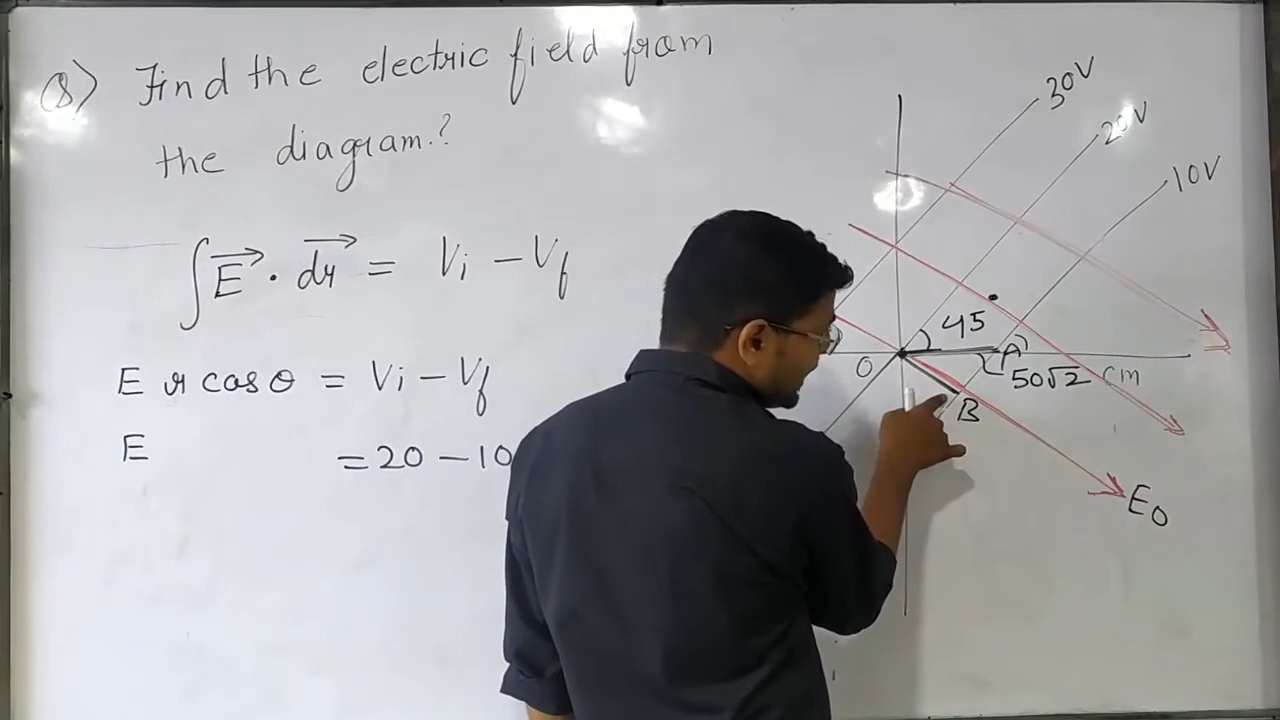 Q) Find the electric field from
the diagram.?
∫E⃗ · dr⃗ = Vi − Vf
E r cos θ = Vi − Vf
E = 20 − 10
30V
20V
10V
45
O
A
50√2 cm
B
E₀